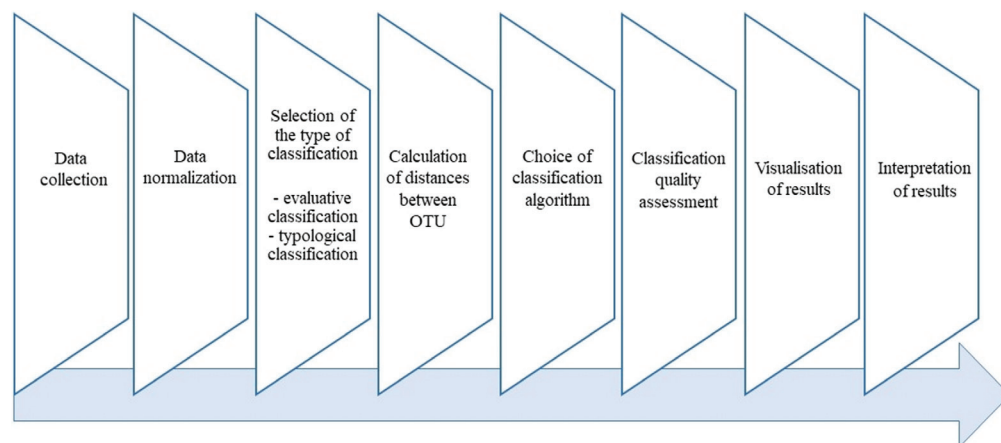 Data
collection
Data
normalization
Selection of
the type of
classification
- evaluative
classification
- typological
classification
Calculation
of distances
between
OTU
Choice of
classification
algorithm
Classification
quality
assessment
Visualisation
of results
Interpretation
of results